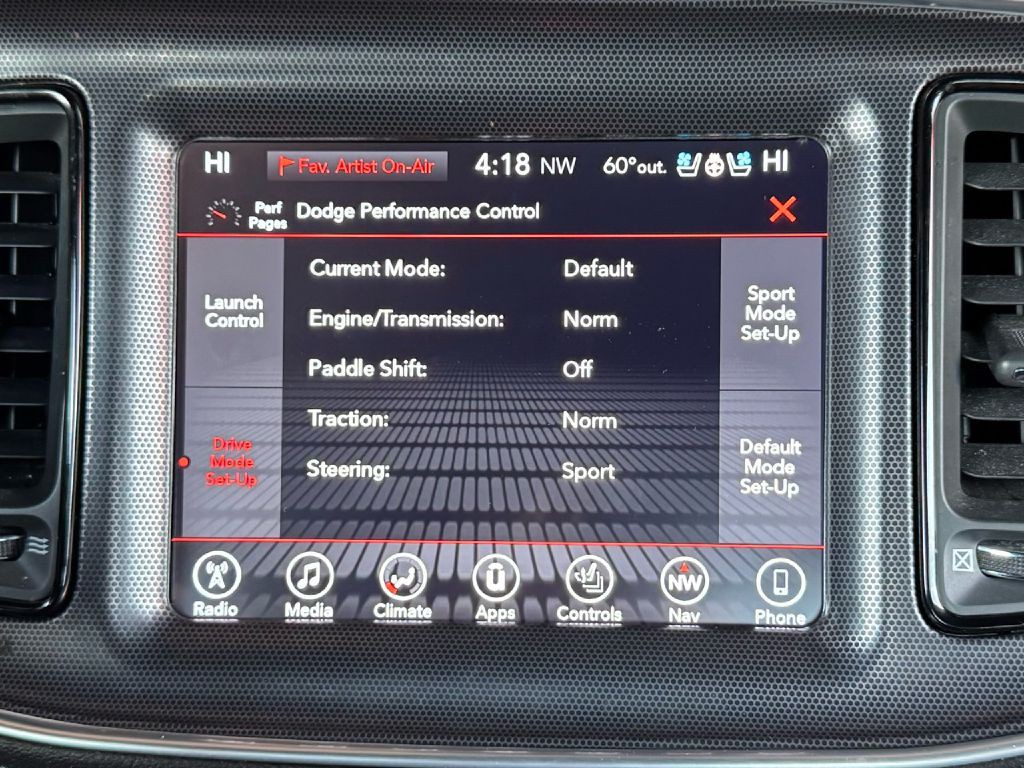 HI Fav. Artist On-Air 4:18 NW 60°out. HI
Perf
Pages
Dodge Performance Control
Launch
Control
Drive
Mode
Set-Up
Current Mode: Default
Engine/Transmission: Norm
Paddle Shift: Off
Traction: Norm
Steering: Sport
Sport
Mode
Set-Up
Default
Mode
Set-Up
NW
Radio Media Climate Apps Controls Nav Phone